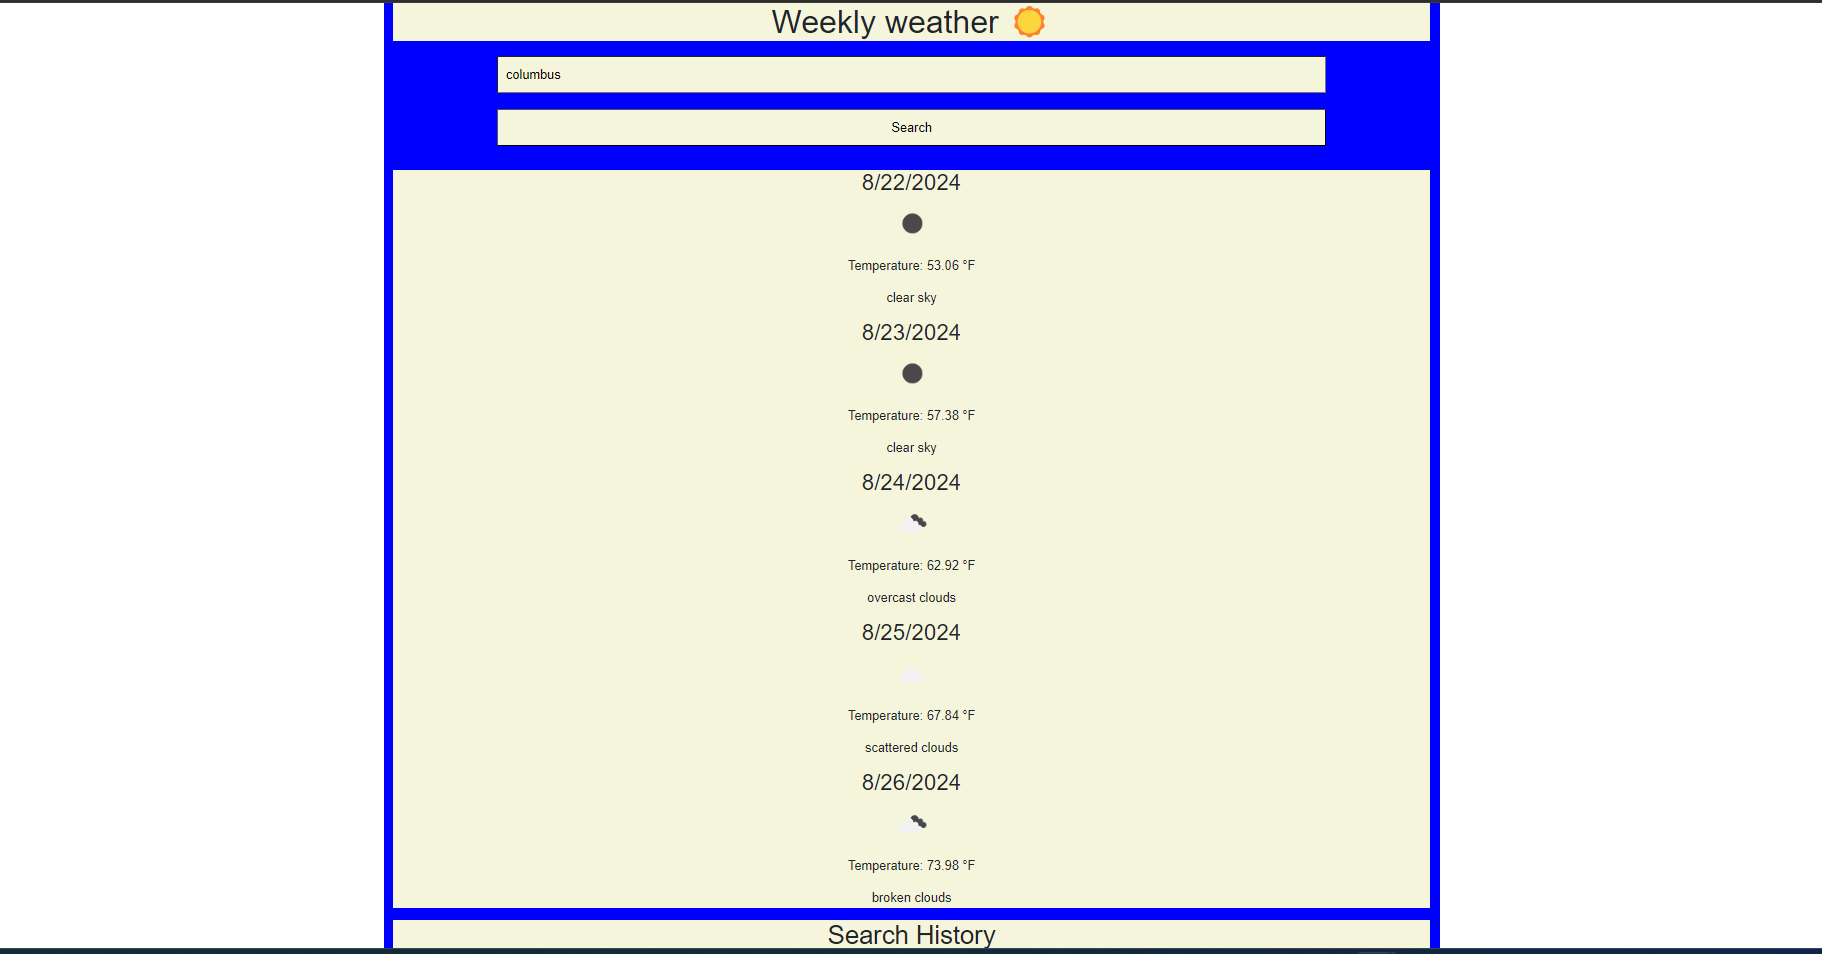 Weekly weather
columbus
Search
8/22/2024
Temperature: 53.06 °F
clear sky
8/23/2024
Temperature: 57.38 °F
clear sky
8/24/2024
Temperature: 62.92 °F
overcast clouds
8/25/2024
Temperature: 67.84 °F
scattered clouds
8/26/2024
Temperature: 73.98 °F
broken clouds
Search History